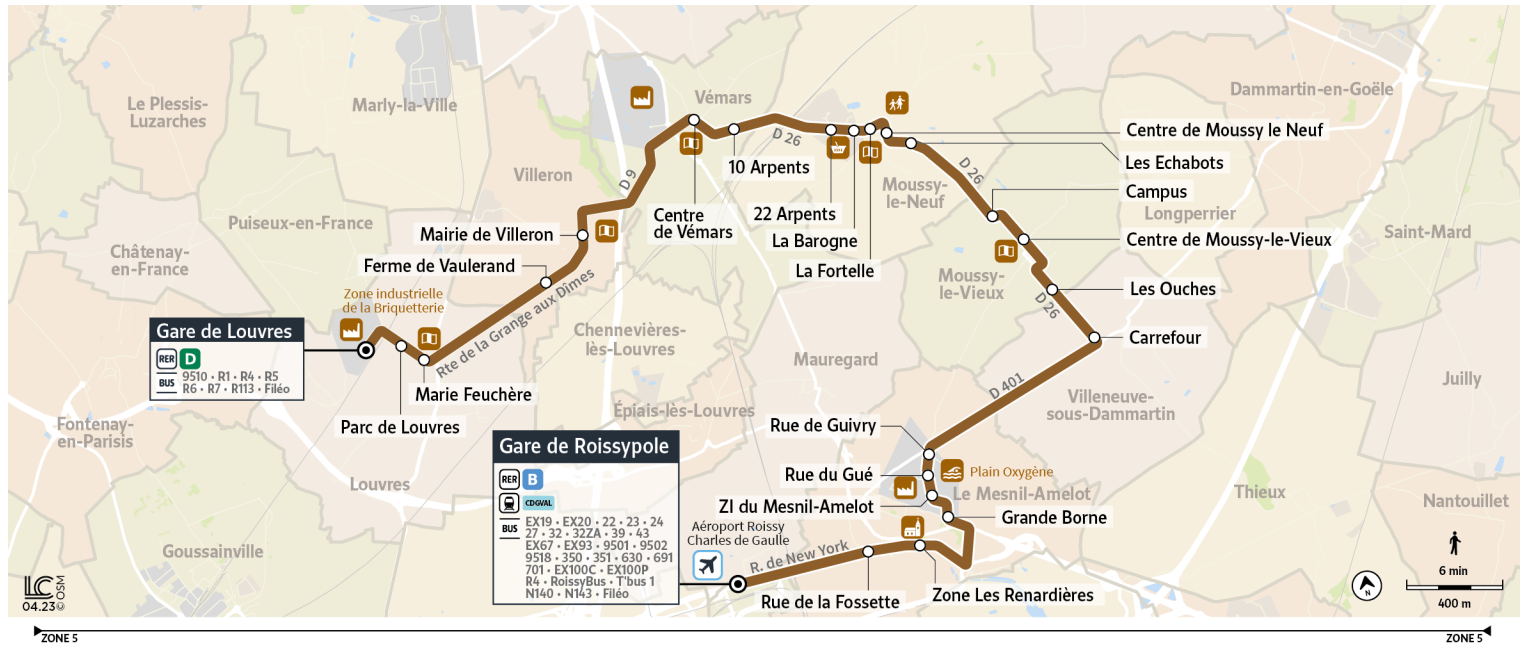 Le Plessis-
Luzarches
Marly-la-Ville
Vémars
Dammartin-en-Goële
D 26
Centre de Moussy le Neuf
10 Arpents
Les Echabots
D 26
Villeron
D 9
Moussy-
le-Neuf
Campus
Longperrier
Puiseux-en-France
Centre
de Vémars
22 Arpents
Mairie de Villeron
La Barogne
Centre de Moussy-le-Vieux
Saint-Mard
Châtenay-
en-France
Ferme de Vaulerand
La Fortelle
Moussy-
le-Vieux
Les Ouches
D 26
Zone industrielle
de la Briquetterie
Rte de la Grange aux Dîmes
Gare de Louvres
RER D
BUS
9510 • R1 • R4 • R5
R6 • R7 • R113 • Filéo
Chennevières-
lès-Louvres
Carrefour
Mauregard
Marie Feuchère
D 401
Juilly
Parc de Louvres
Épiais-lès-Louvres
Villeneuve-
sous-Dammartin
Fontenay-
en-Parisis
Rue de Guivry
Gare de Roissypole
RER B
CDGVAL
BUS
EX19 • EX20 • 22 • 23 • 24
27 • 32 • 32ZA • 39 • 43
EX67 • EX93 • 9501 • 9502
9518 • 350 • 351 • 630 • 691
701 • EX100C • EX100P
R4 • RoissyBus • T'bus 1
N140 • N143 • Filéo
Rue du Gué
Plain Oxygène
Louvres
Le Mesnil-Amelot
Thieux
Nantouillet
ZI du Mesnil-Amelot
Grande Borne
Aéroport Roissy
Charles de Gaulle
Goussainville
R. de New York
6 min
400 m
N
Rue de la Fossette
Zone Les Renardières
LC
04.23
© OSM
ZONE 5
ZONE 5